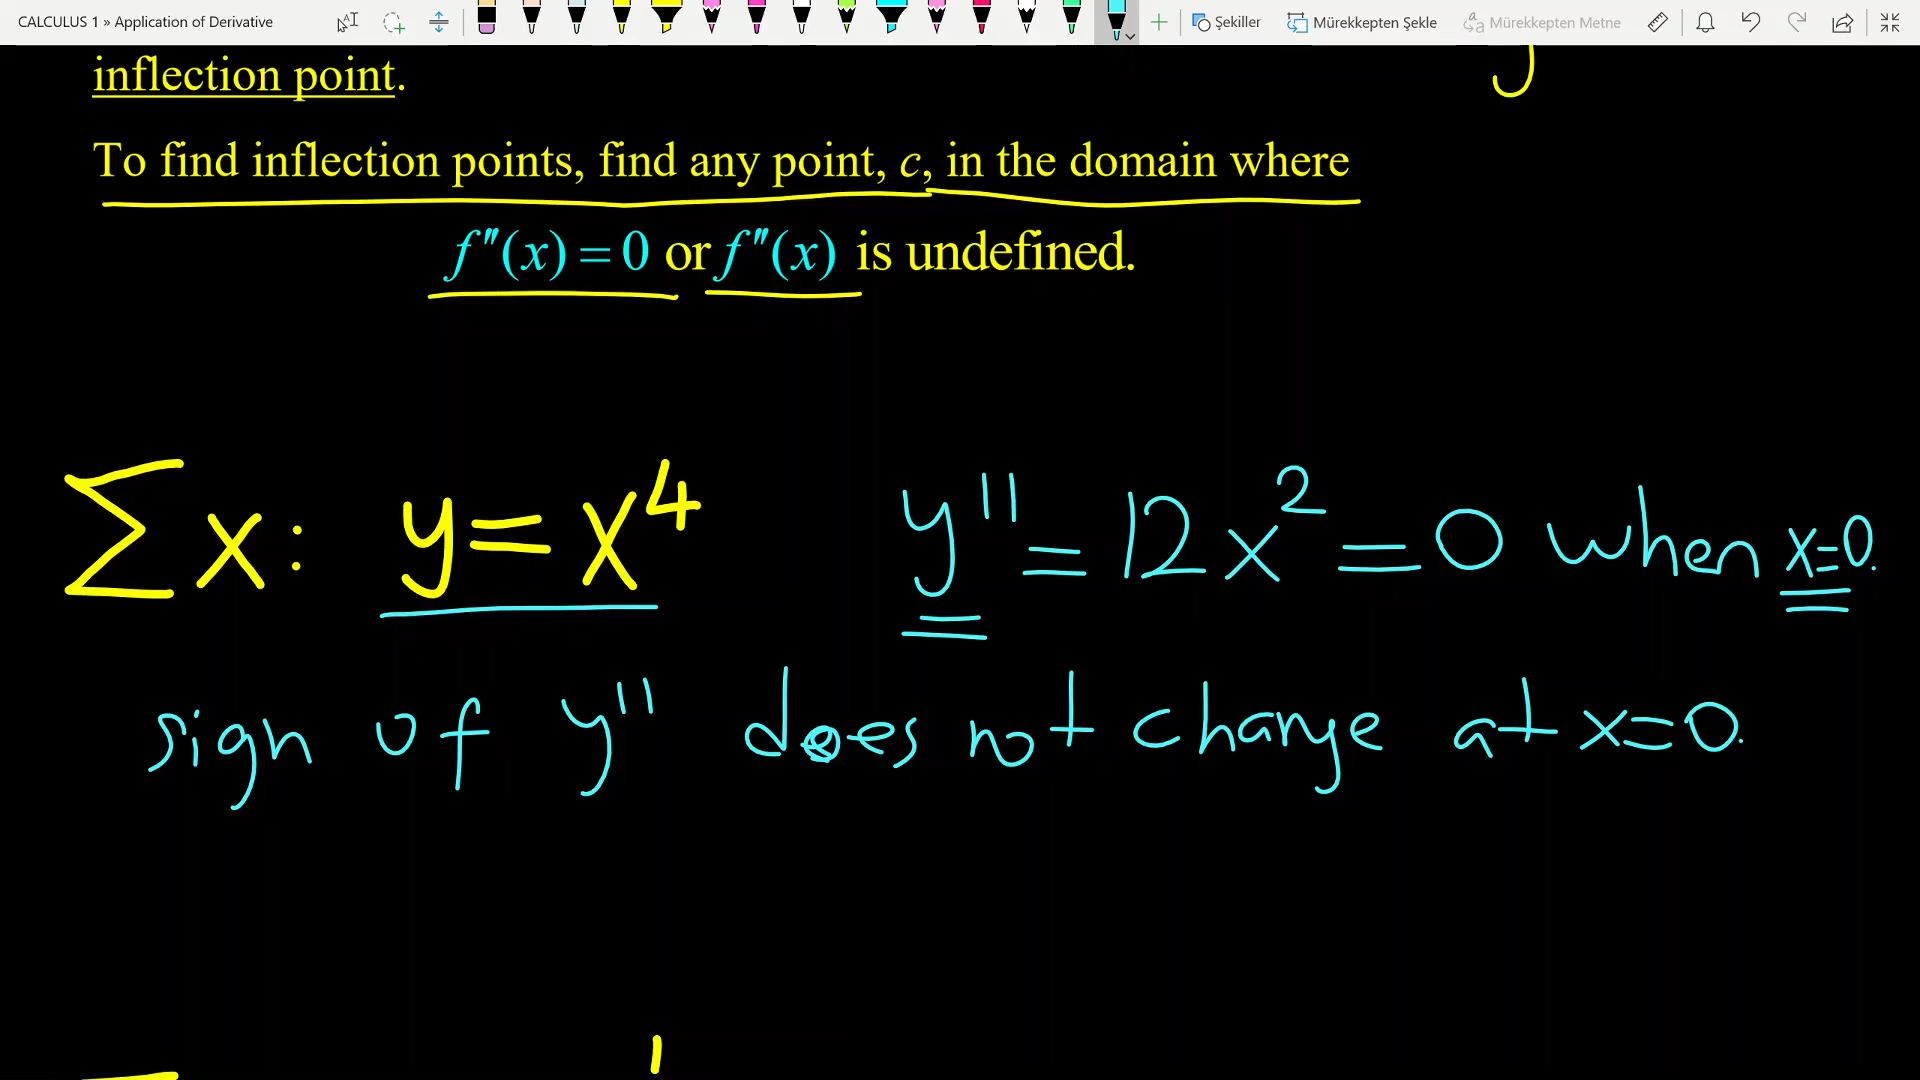 CALCULUS 1 » Application of Derivative Şekiller Mürekkepten Şekle Mürekkepten Metne
inflection point.
To find inflection points, find any point, c, in the domain where
f″(x) = 0 or f″(x) is undefined.
Σx: y=x⁴ y″=12x²=0 when x=0.
sign of y″ does not change at x=0.